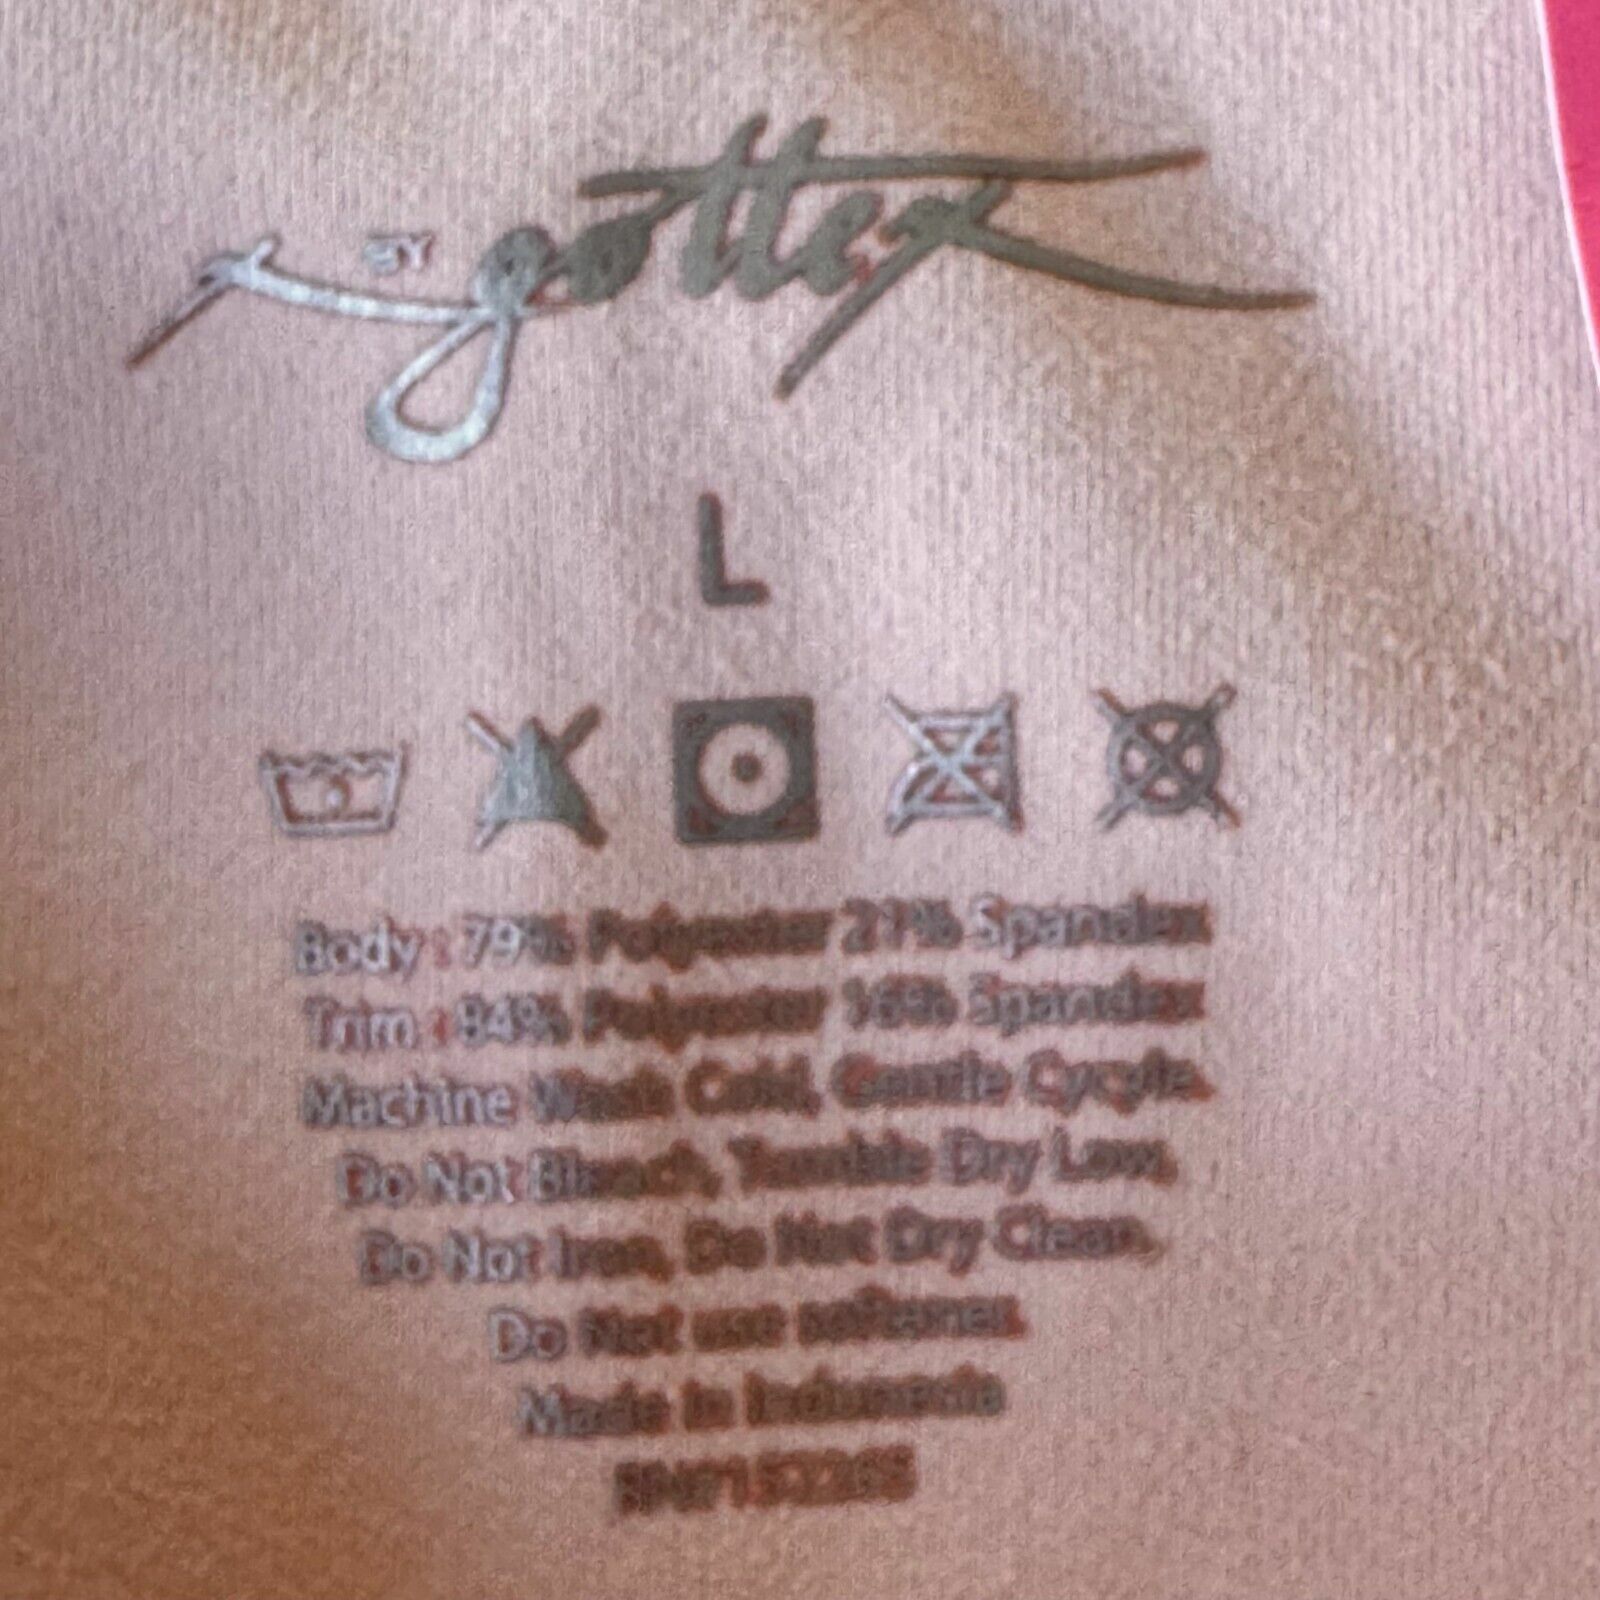 X BY gottex
L
Body : 79% Polyester 21% Spandex
Trim : 84% Polyester 16% Spandex
Machine Wash Cold, Gentle Cycle.
Do Not Bleach, Tumble Dry Low,
Do Not Iron, Do Not Dry Clean.
Do Not use softener.
Made in Indonesia